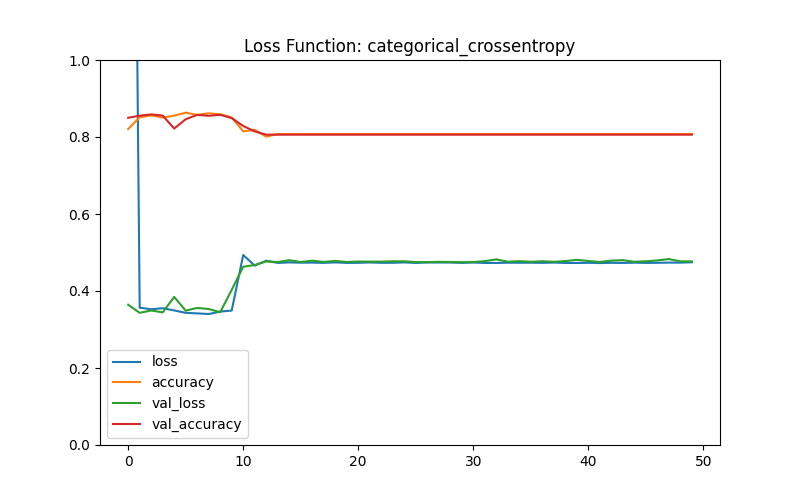 Loss Function: categorical_crossentropy
1.0
0.8
0.6
0.4
0.2
0.0
loss
accuracy
val_loss
val_accuracy
0 10 20 30 40 50